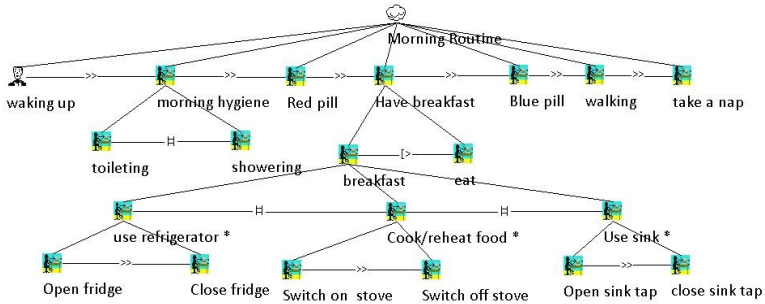 Morning Routine
>> >> >> >> >> >>
waking up morning hygiene Red pill Have breakfast Blue pill walking take a nap
|=| [>
toileting showering breakfast eat
|=| |=|
use refrigerator * Cook/reheat food * Use sink *
>> >> >>
Open fridge Close fridge Switch on stove Switch off stove Open sink tap close sink tap